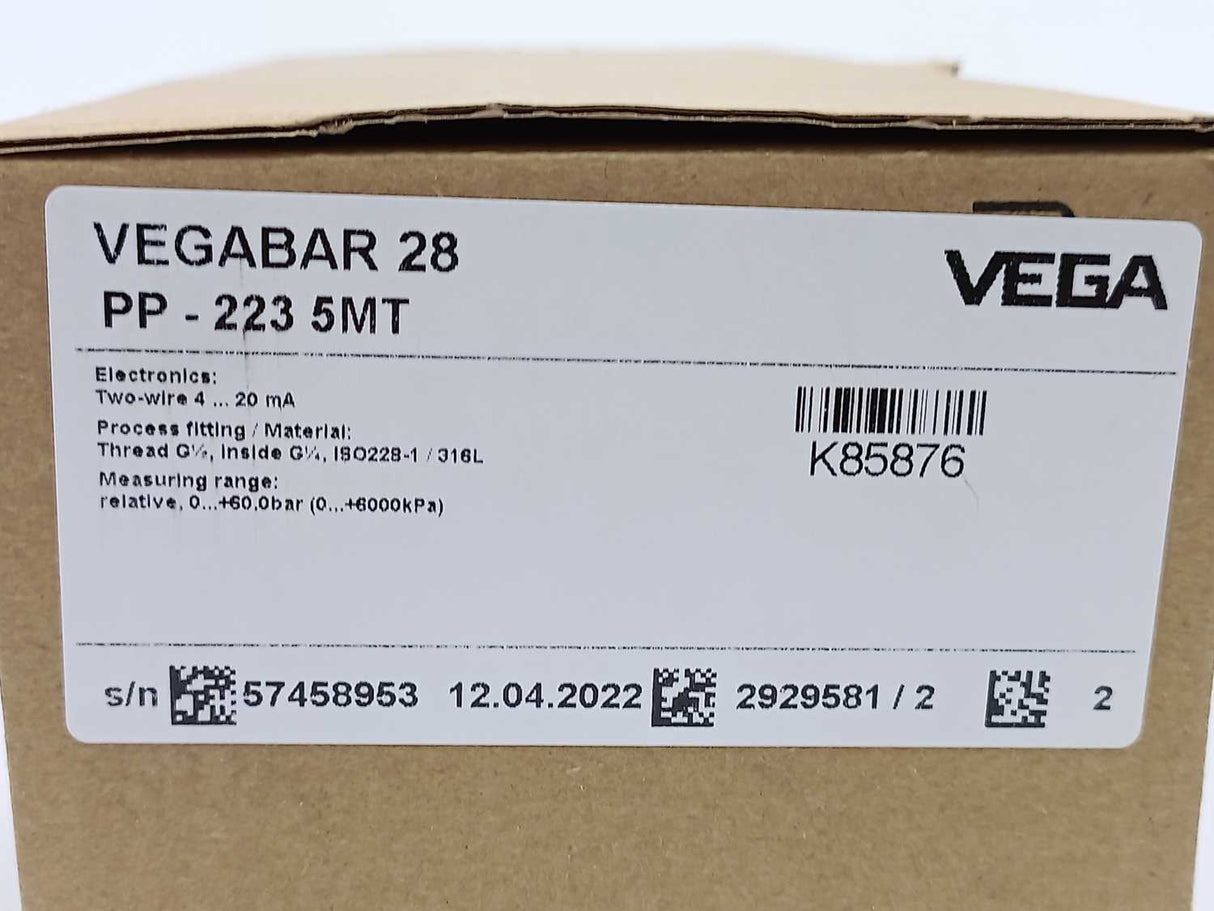 VEGABAR 28
PP - 223 5MT
VEGA
Electronics:
Two-wire 4 ... 20 mA
Process fitting / Material:
Thread G½, inside G¼, ISO228-1 / 316L
Measuring range:
relative, 0...+60.0bar (0...+6000kPa)
K85876
s/n 57458953 12.04.2022 2929581 / 2 2